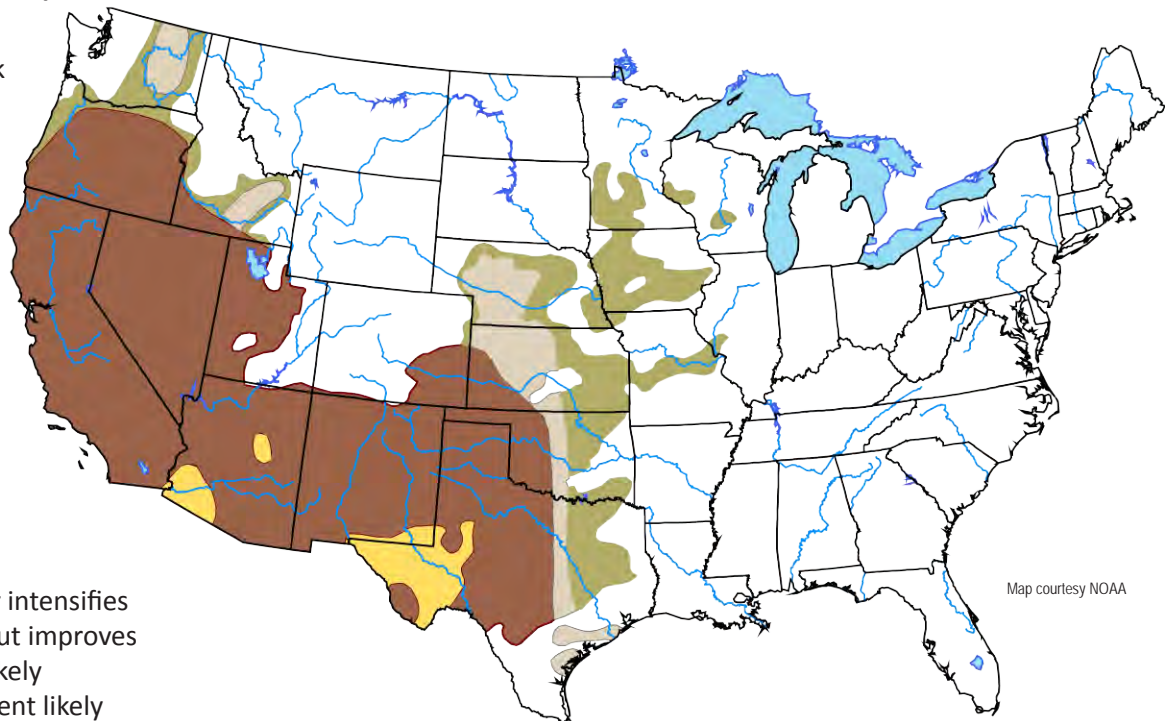 k
Map courtesy NOAA
intensifies
ut improves
kely
ent likely